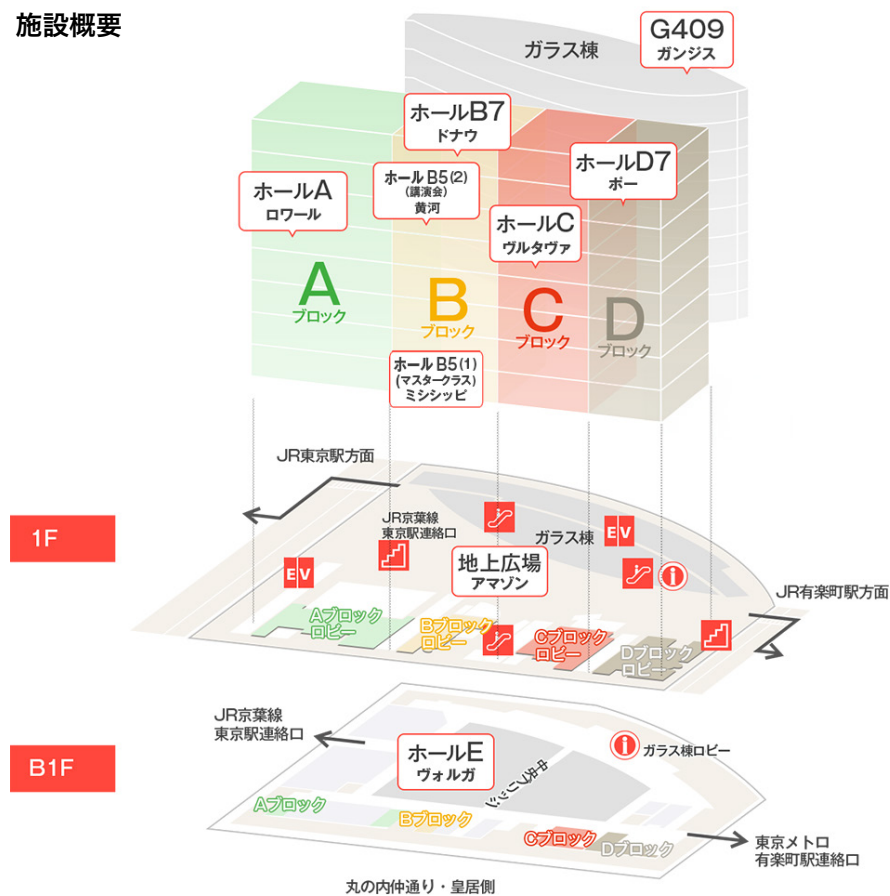 施設概要
ガラス棟
G409
ガンジス
ホールB7
ドナウ
ホールD7
ポー
ホールB5(2)
(講演会)
黄河
ホールA
ロワール
ホールC
ヴルタヴァ
A
ブロック
B
ブロック
C
ブロック
D
ブロック
ホールB5(1)
(マスタークラス)
ミシシッピ
JR東京駅方面
1F
JR京葉線
東京駅連絡口
ガラス棟
EV
地上広場
アマゾン
EV
JR有楽町駅方面
Aブロック
ロビー
Bブロック
ロビー
Cブロック
ロビー
Dブロック
ロビー
JR京葉線
東京駅連絡口
B1F
ホールE
ヴォルガ
中央ブリッジ
ガラス棟ロビー
Aブロック
Bブロック
Cブロック
Dブロック
東京メトロ
有楽町駅連絡口
丸の内仲通り・皇居側